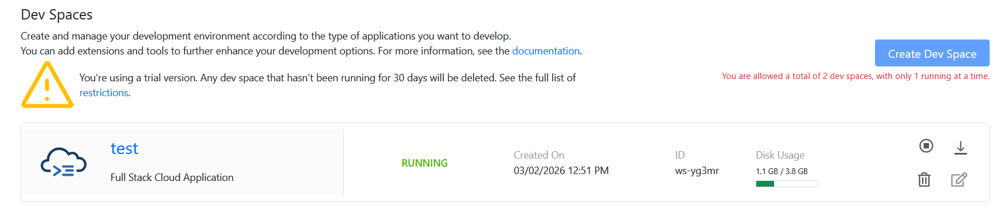 Dev Spaces
Create and manage your development environment according to the type of applications you want to develop.
You can add extensions and tools to further enhance your development options. For more information, see the documentation.
Create Dev Space
You're using a trial version. Any dev space that hasn't been running for 30 days will be deleted. See the full list of
restrictions.
You are allowed a total of 2 dev spaces, with only 1 running at a time.
test
Full Stack Cloud Application
RUNNING
Created On
03/02/2026 12:51 PM
ID
ws-yg3mr
Disk Usage
1.1 GB / 3.8 GB